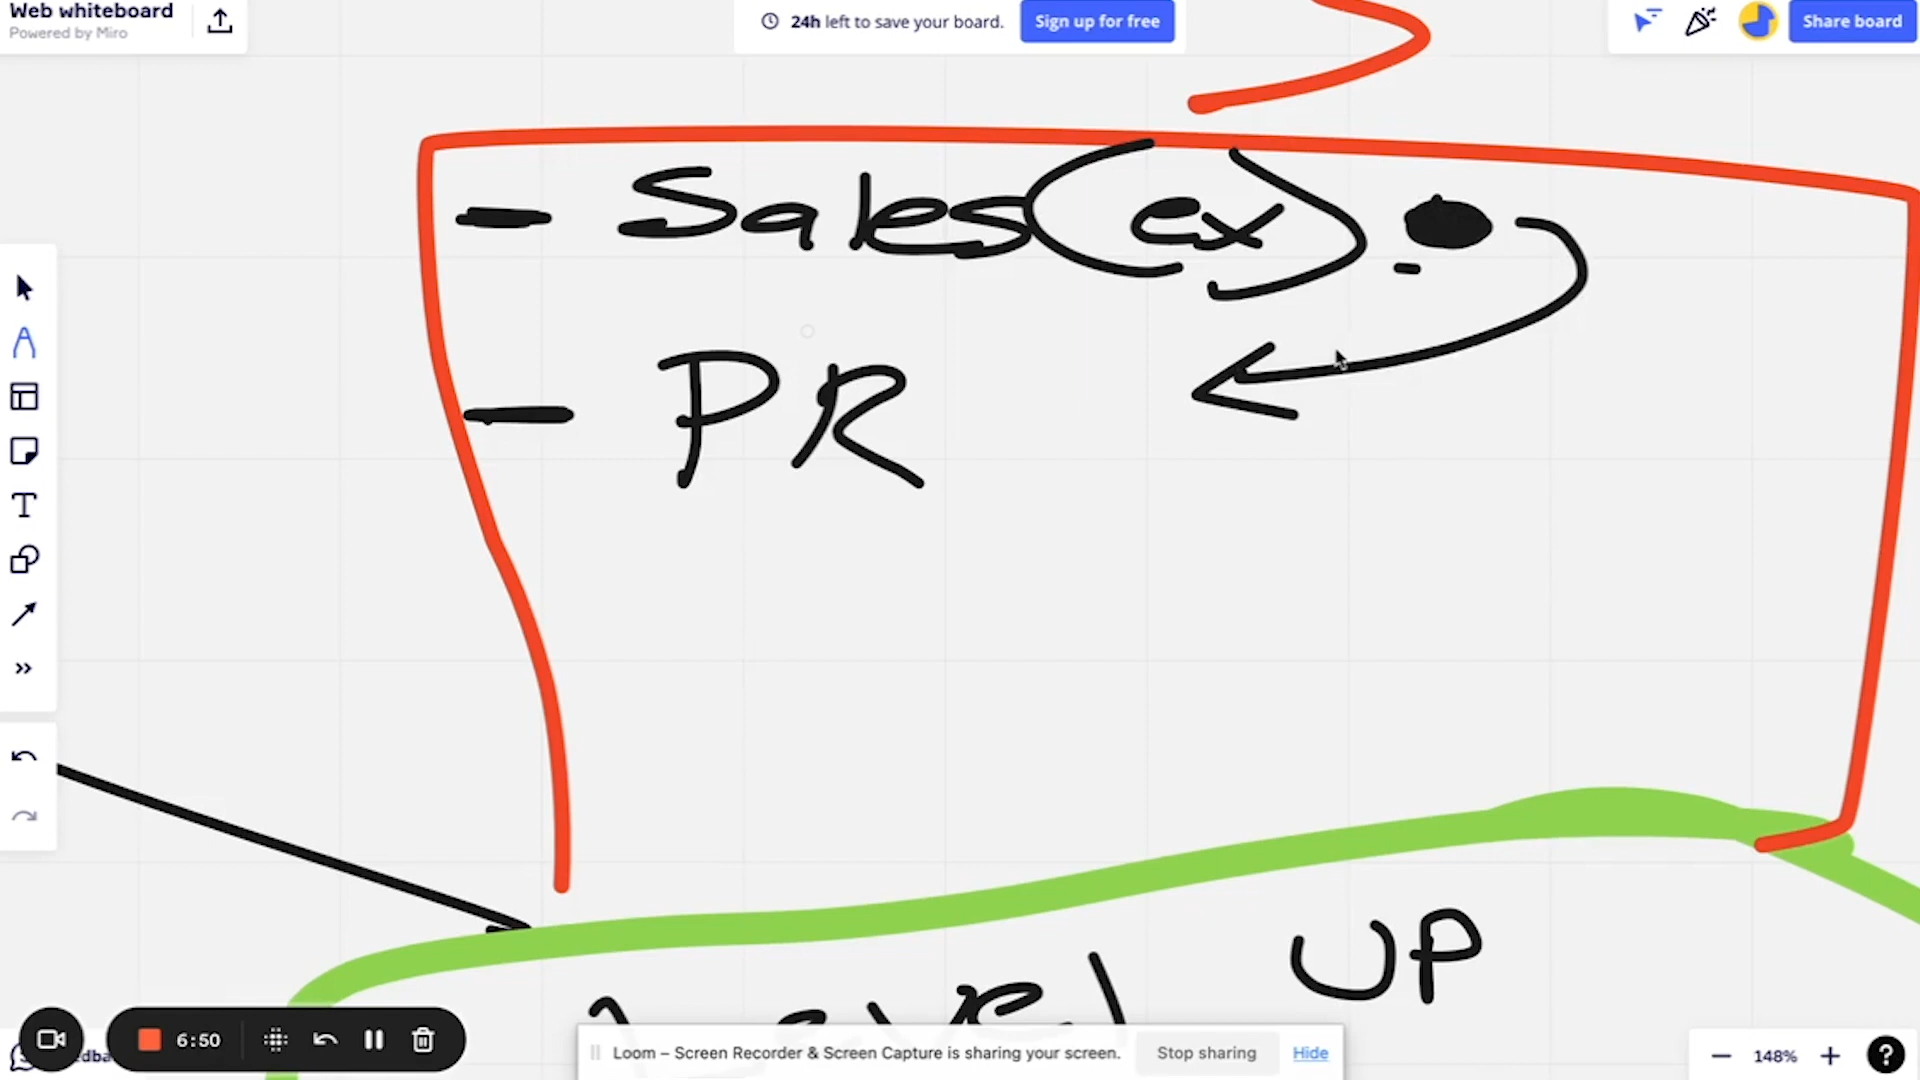 Web whiteboard
Powered by Miro
24h left to save your board.
Sign up for free
Share board
- Sales (ex).
- PR
Level UP
T
6:50
Loom – Screen Recorder & Screen Capture is sharing your screen.
Stop sharing
Hide
148%
?